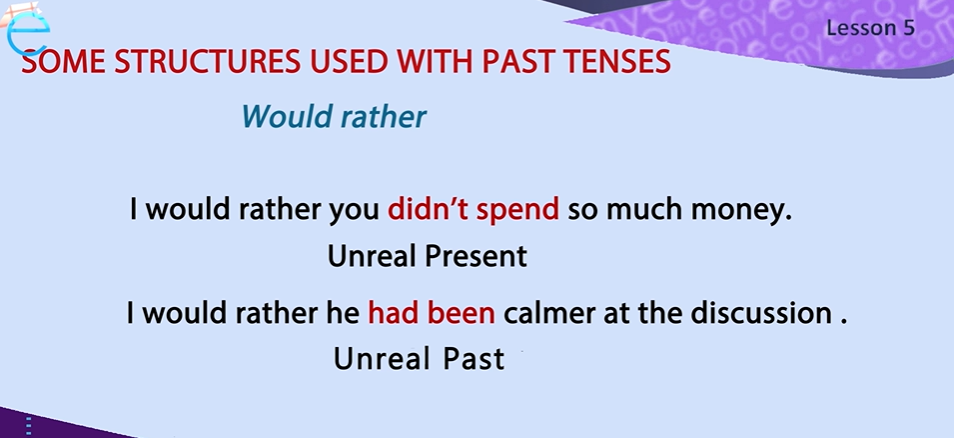 Lesson 5
SOME STRUCTURES USED WITH PAST TENSES
Would rather
I would rather you didn't spend so much money.
Unreal Present
I would rather he had been calmer at the discussion .
Unreal Past